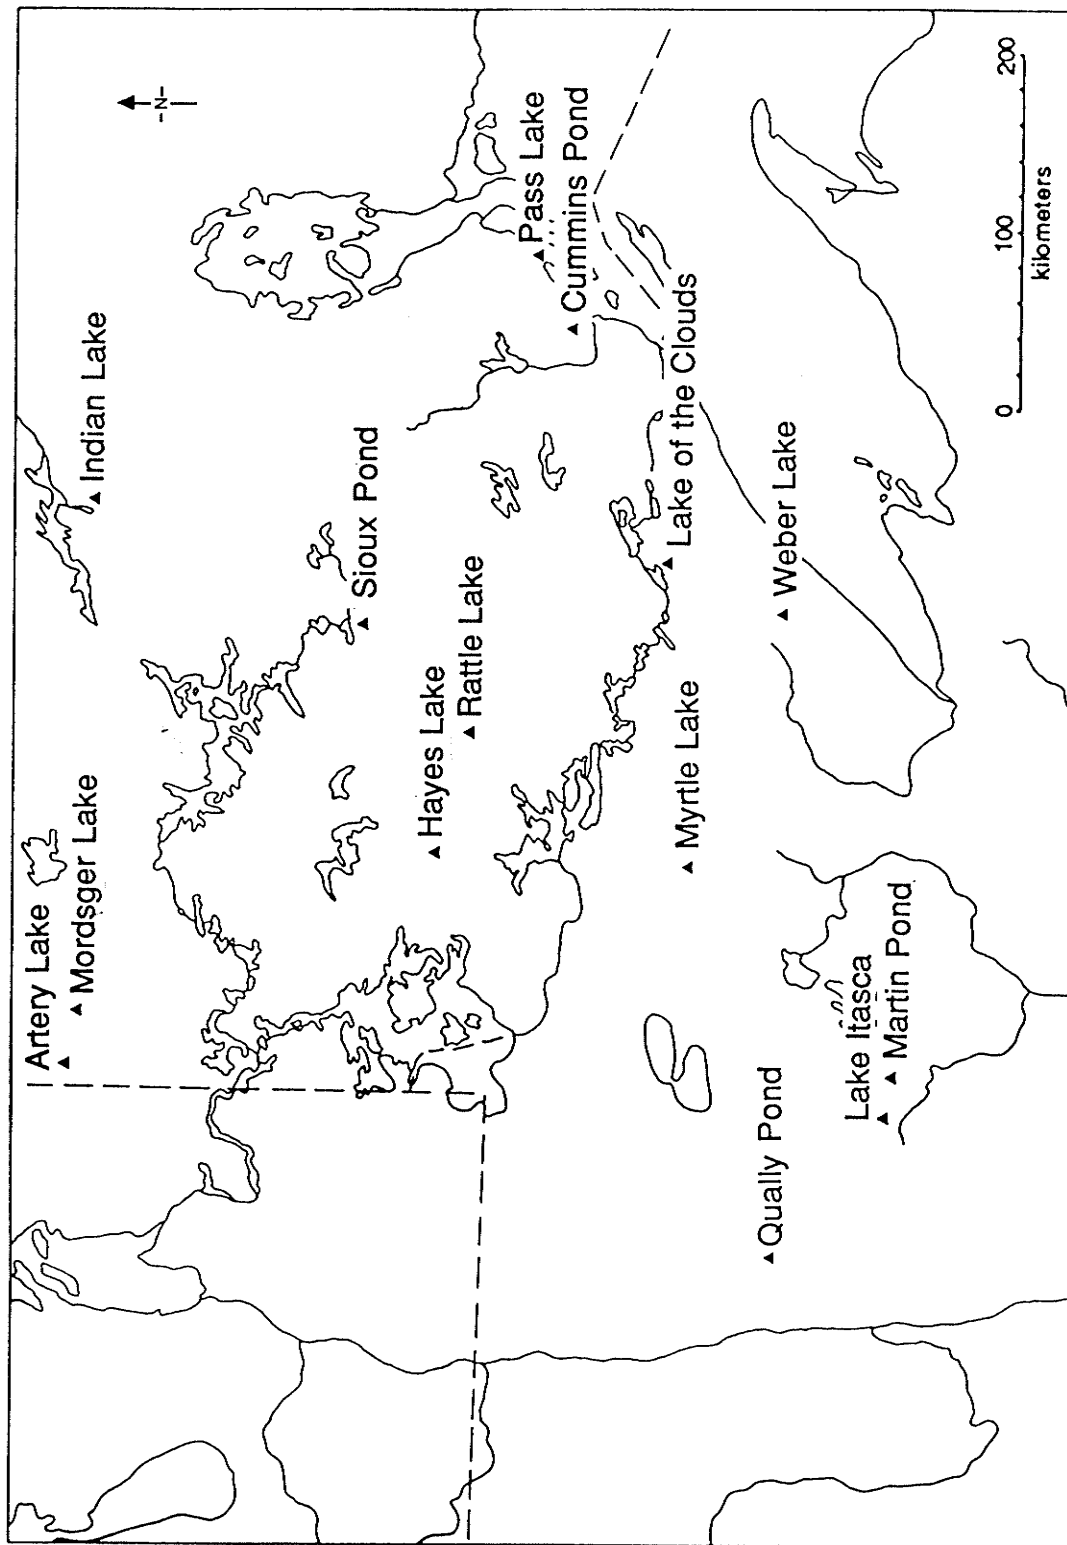 Artery Lake
Mordsger Lake
Indian Lake
-N-
Sioux Pond
Hayes Lake
Rattle Lake
Pass Lake
Cummins Pond
Lake of the Clouds
Myrtle Lake
Weber Lake
Qually Pond
Lake Itasca
Martin Pond
0 100 200
kilometers